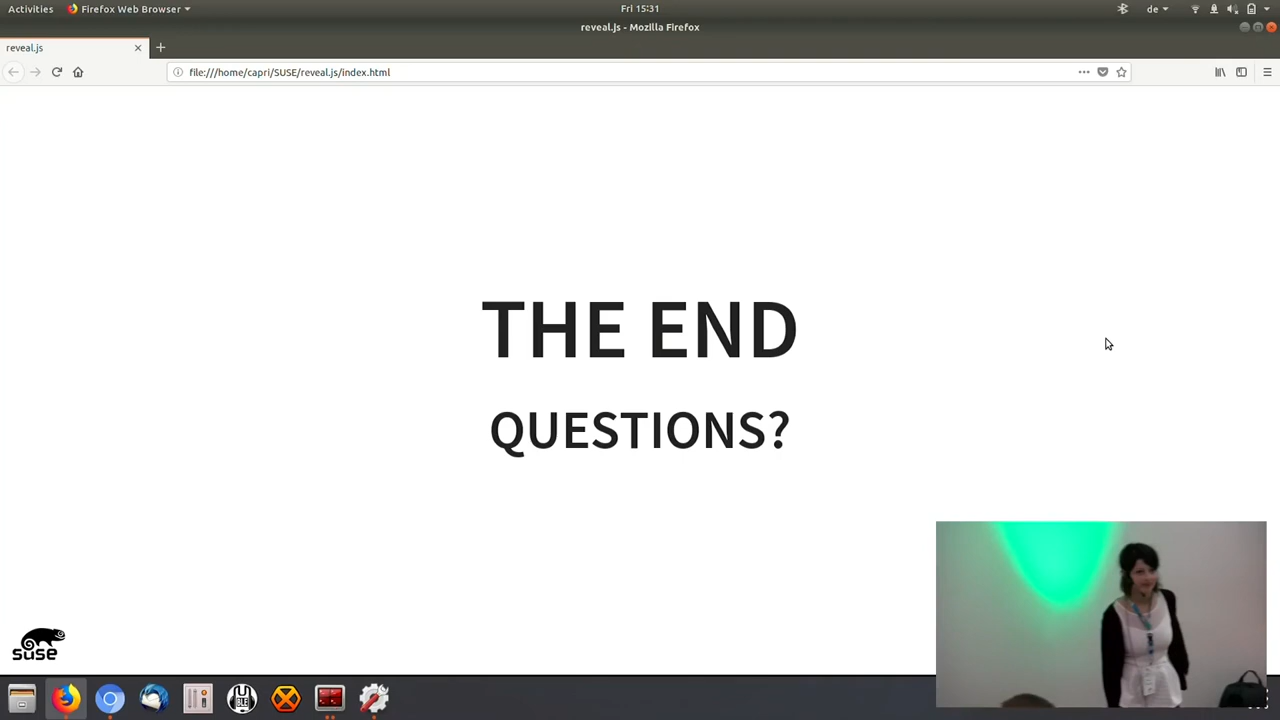 Activities
Firefox Web Browser
Fri 15:31
de
reveal.js - Mozilla Firefox
reveal.js
file:///home/capri/SUSE/reveal.js/index.html
THE END
QUESTIONS?
SUSE
BLE